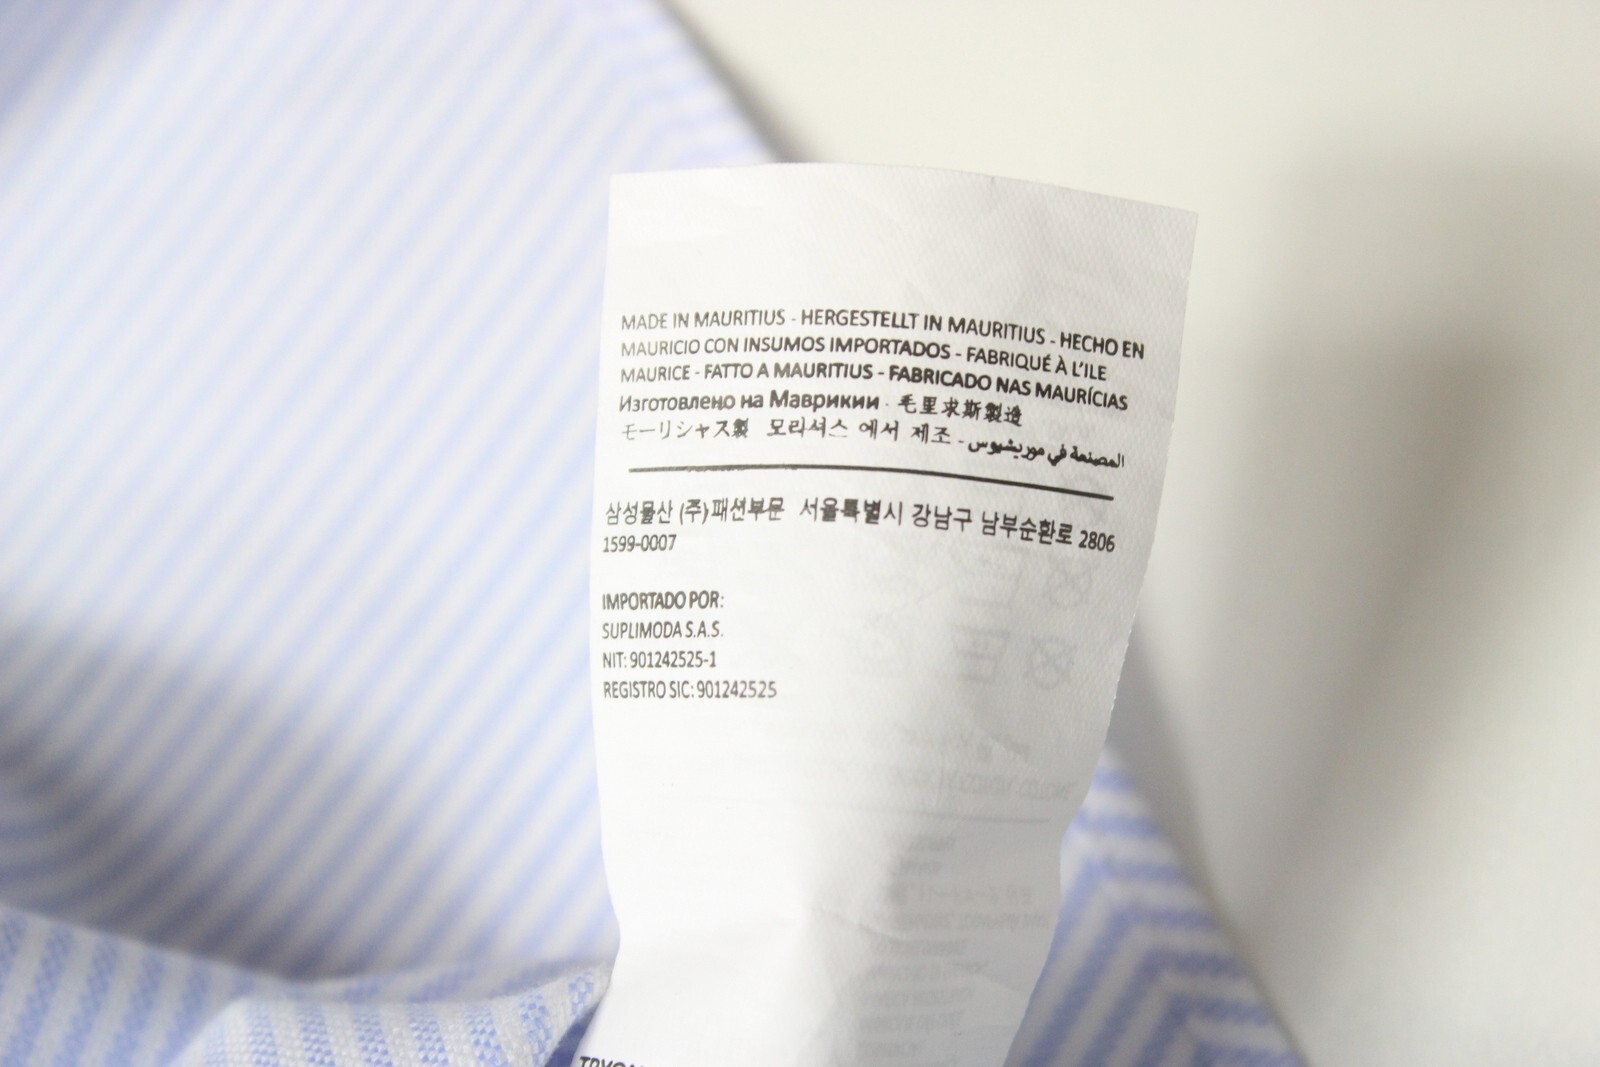 MADE IN MAURITIUS - HERGESTELLT IN MAURITIUS - HECHO EN
MAURICIO CON INSUMOS IMPORTADOS - FABRIQUÉ À L'ILE
MAURICE - FATTO A MAURITIUS - FABRICADO NAS MAURÍCIAS
Изготовлено на Маврикии - 毛里求斯製造
モーリシャス製 모리셔스 에서 제조 - المصنعة في موريشيوس
삼성물산 (주)패션부문 서울특별시 강남구 남부순환로 2806
1599-0007
IMPORTADO POR:
SUPLIMODA S.A.S.
NIT: 901242525-1
REGISTRO SIC: 901242525